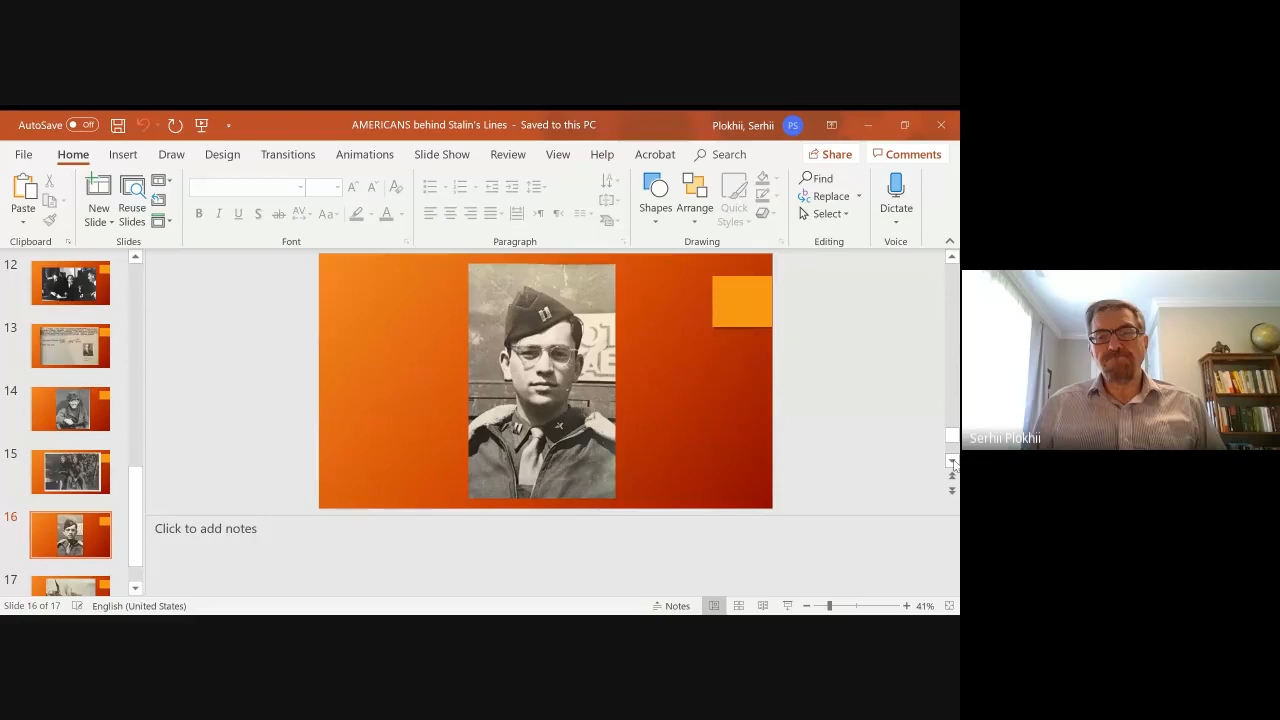 AutoSave Off
AMERICANS behind Stalin's Lines - Saved to this PC
Plokhii, Serhii PS
File Home Insert Draw Design Transitions Animations Slide Show Review View Help Acrobat Search Share Comments
Paste
New Slide
Reuse Slides
Shapes
Arrange
Quick Styles
Find
Replace
Select
Dictate
B I U S ab AV Aa A
Clipboard Slides Font Paragraph Drawing Editing Voice
12
13
14
15
16
17
Click to add notes
Slide 16 of 17 English (United States) Notes 41%
Serhii Plokhii